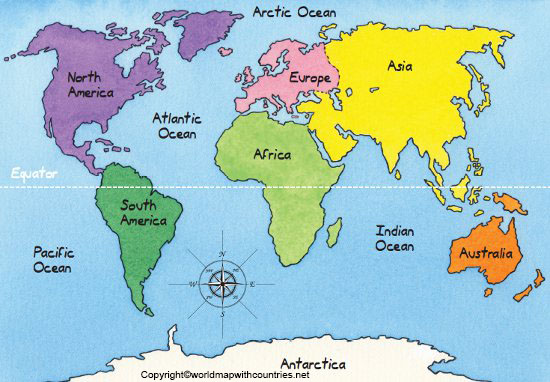 Arctic Ocean
North
America
Europe
Asia
Atlantic
Ocean
Africa
Equator
South
America
Pacific
Ocean
Indian
Ocean
Australia
N
W
E
S
Antarctica
Copyright©worldmapwithcountries.net